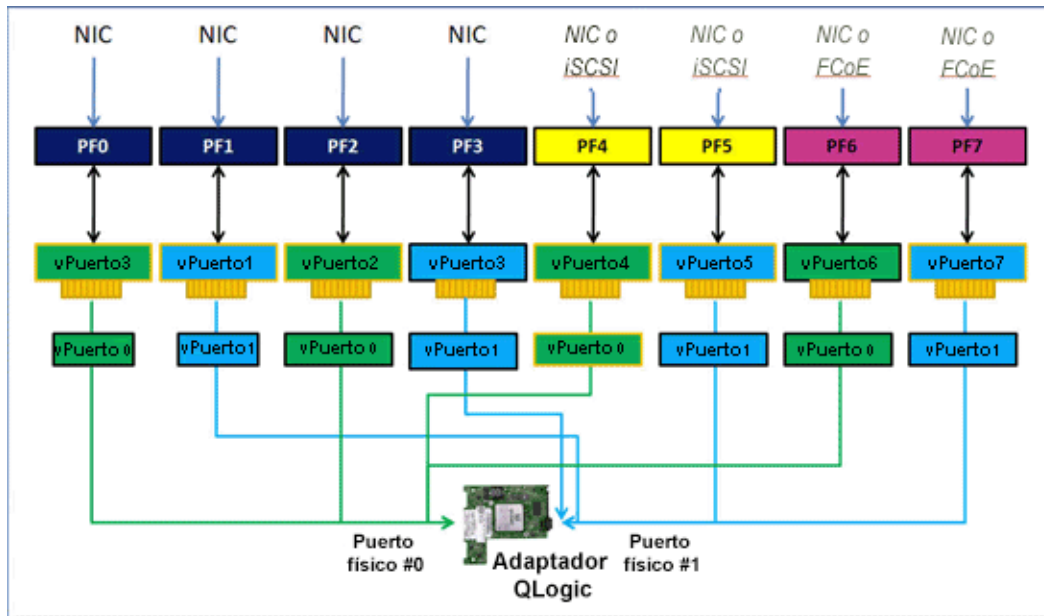 NIC NIC NIC NIC NIC o NIC o NIC o NIC o
iSCSI iSCSI FCoE FCoE
PF0 PF1 PF2 PF3 PF4 PF5 PF6 PF7
vPuerto3 vPuerto1 vPuerto2 vPuerto3 vPuerto4 vPuerto5 vPuerto6 vPuerto7
vPuerto 0 vPuerto1 vPuerto 0 vPuerto1 vPuerto 0 vPuerto1 vPuerto 0 vPuerto1
Puerto
físico #0
Adaptador
QLogic
Puerto
físico #1